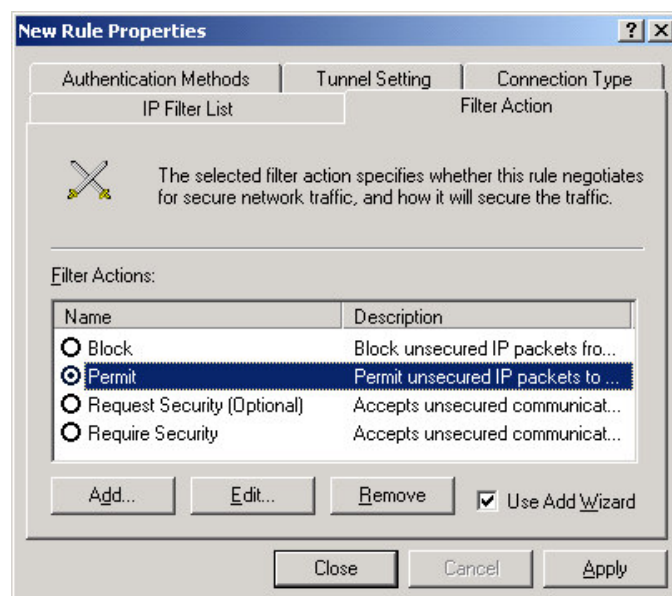 New Rule Properties
Authentication Methods Tunnel Setting Connection Type
IP Filter List Filter Action
The selected filter action specifies whether this rule negotiates
for secure network traffic, and how it will secure the traffic.
Filter Actions:
Name Description
Block Block unsecured IP packets fro...
Permit Permit unsecured IP packets to ...
Request Security (Optional) Accepts unsecured communicat...
Require Security Accepts unsecured communicat...
Add... Edit... Remove Use Add Wizard
Close Cancel Apply